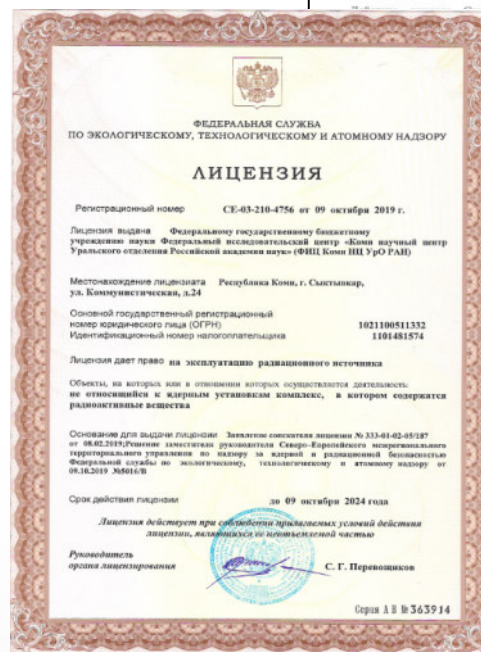 ФЕДЕРАЛЬНАЯ СЛУЖБА
ПО ЭКОЛОГИЧЕСКОМУ, ТЕХНОЛОГИЧЕСКОМУ И АТОМНОМУ НАДЗОРУ
ЛИЦЕНЗИЯ
Регистрационный номер СЕ-03-210-4756 от 09 октября 2019 г.
Лицензия выдана Федеральному государственному бюджетному
учреждению науки Федеральный исследовательский центр «Коми научный центр
Уральского отделения Российской академии наук» (ФИЦ Коми НЦ УрО РАН)
Местонахождение лицензиата Республика Коми, г. Сыктывкар,
ул. Коммунистическая, д.24
Основной государственный регистрационный
номер юридического лица (ОГРН) 1021100511332
Идентификационный номер налогоплательщика 1101481574
Лицензия дает право на эксплуатацию радиационного источника
Объекты, на которых или в отношении которых осуществляется деятельность:
не относящийся к ядерным установкам комплекс, в котором содержатся
радиоактивные вещества
Основание для выдачи лицензии Заявление соискателя лицензии № 333-01-02-05/187
от 08.02.2019;Решение заместителя руководителя Северо-Европейского межрегионального
территориального управления по надзору за ядерной и радиационной безопасностью
Федеральной службы по экологическому, технологическому и атомному надзору от
09.10.2019 №5016/В
Срок действия лицензии до 09 октября 2024 года
Лицензия действует при соблюдении прилагаемых условий действия
лицензии, являющихся ее неотъемлемой частью
Руководитель
органа лицензирования С. Г. Перевощиков
Серия А В № 363914